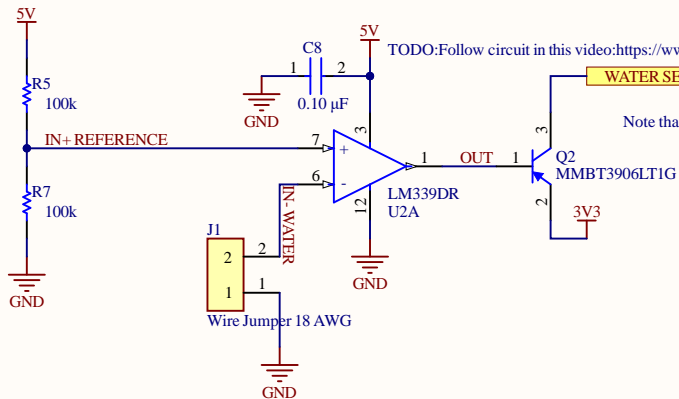 5V
R5
100k
IN+ REFERENCE
R7
100k
GND
C8
1
2
0.10 µF
GND
5V
TODO:Follow circuit in this video:https://ww
7
+
6
-
3
12
1
LM339DR
U2A
GND
IN- WATER
J1
2
2
1
1
Wire Jumper 18 AWG
GND
OUT
1
3
Q2
MMBT3906LT1G
2
3V3
WATER SE
Note tha